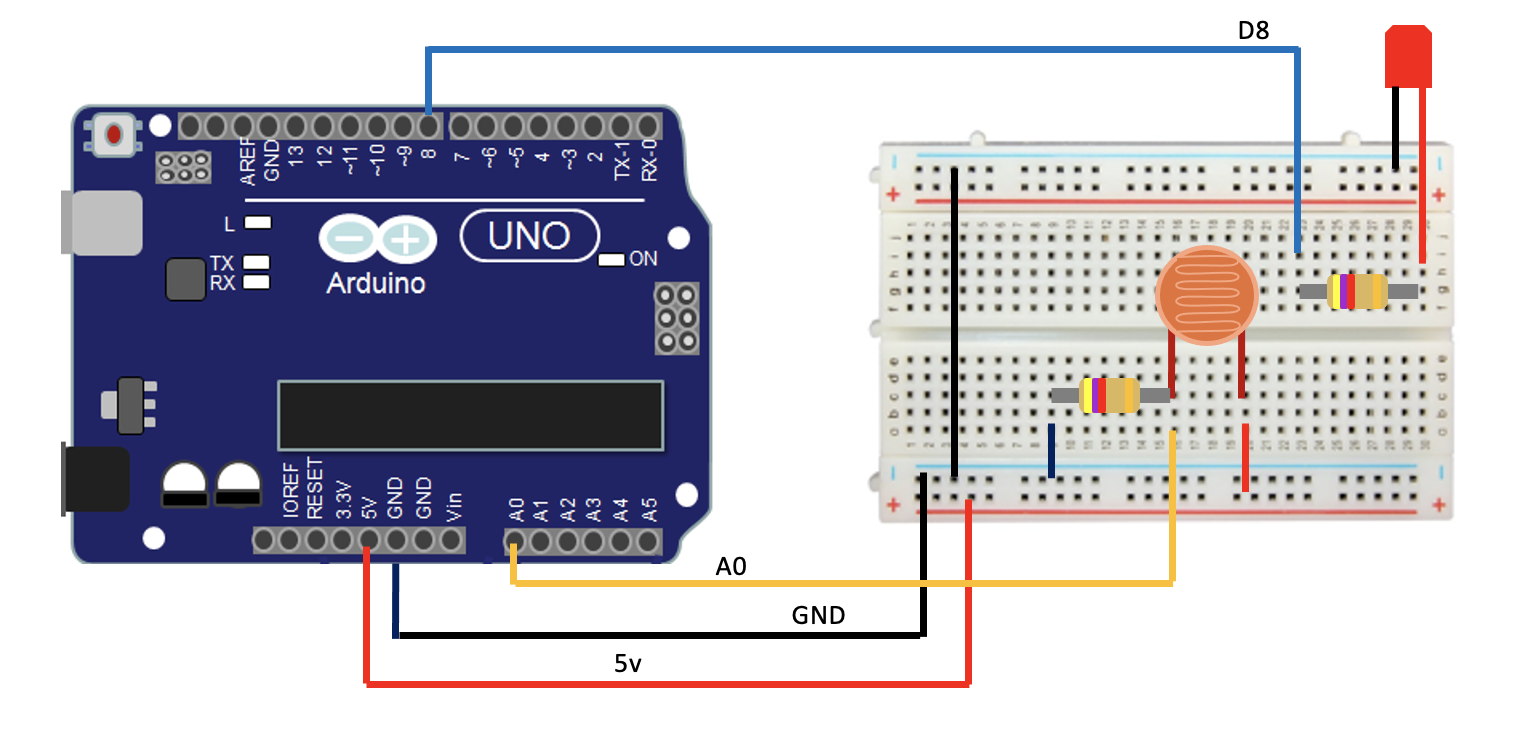 D8
AREF
GND
13
12
~11
~10
~9
8
7
~6
~5
4
~3
2
TX-1
RX-0
L
TX
RX
UNO
ON
Arduino
IOREF
RESET
3.3V
5V
GND
GND
Vin
A0
A1
A2
A3
A4
A5
A0
GND
5v